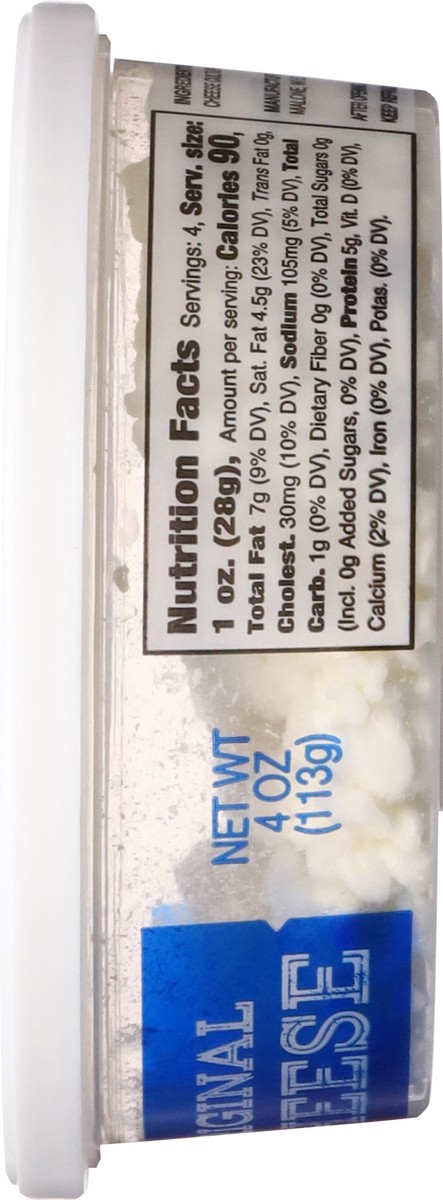 Nutrition Facts Servings: 4, Serv. size:
1 oz. (28g), Amount per serving: Calories 90,
Total Fat 7g (9% DV), Sat. Fat 4.5g (23% DV), Trans Fat 0g,
Cholest. 30mg (10% DV), Sodium 105mg (5% DV), Total
Carb. 1g (0% DV), Dietary Fiber 0g (0% DV), Total Sugars 0g
(Incl. 0g Added Sugars, 0% DV), Protein 5g, Vit. D (0% DV),
Calcium (2% DV), Iron (0% DV), Potas. (0% DV).
NET WT
4 OZ
(113g)
IGINAL
EESE
MALONE
KEEP